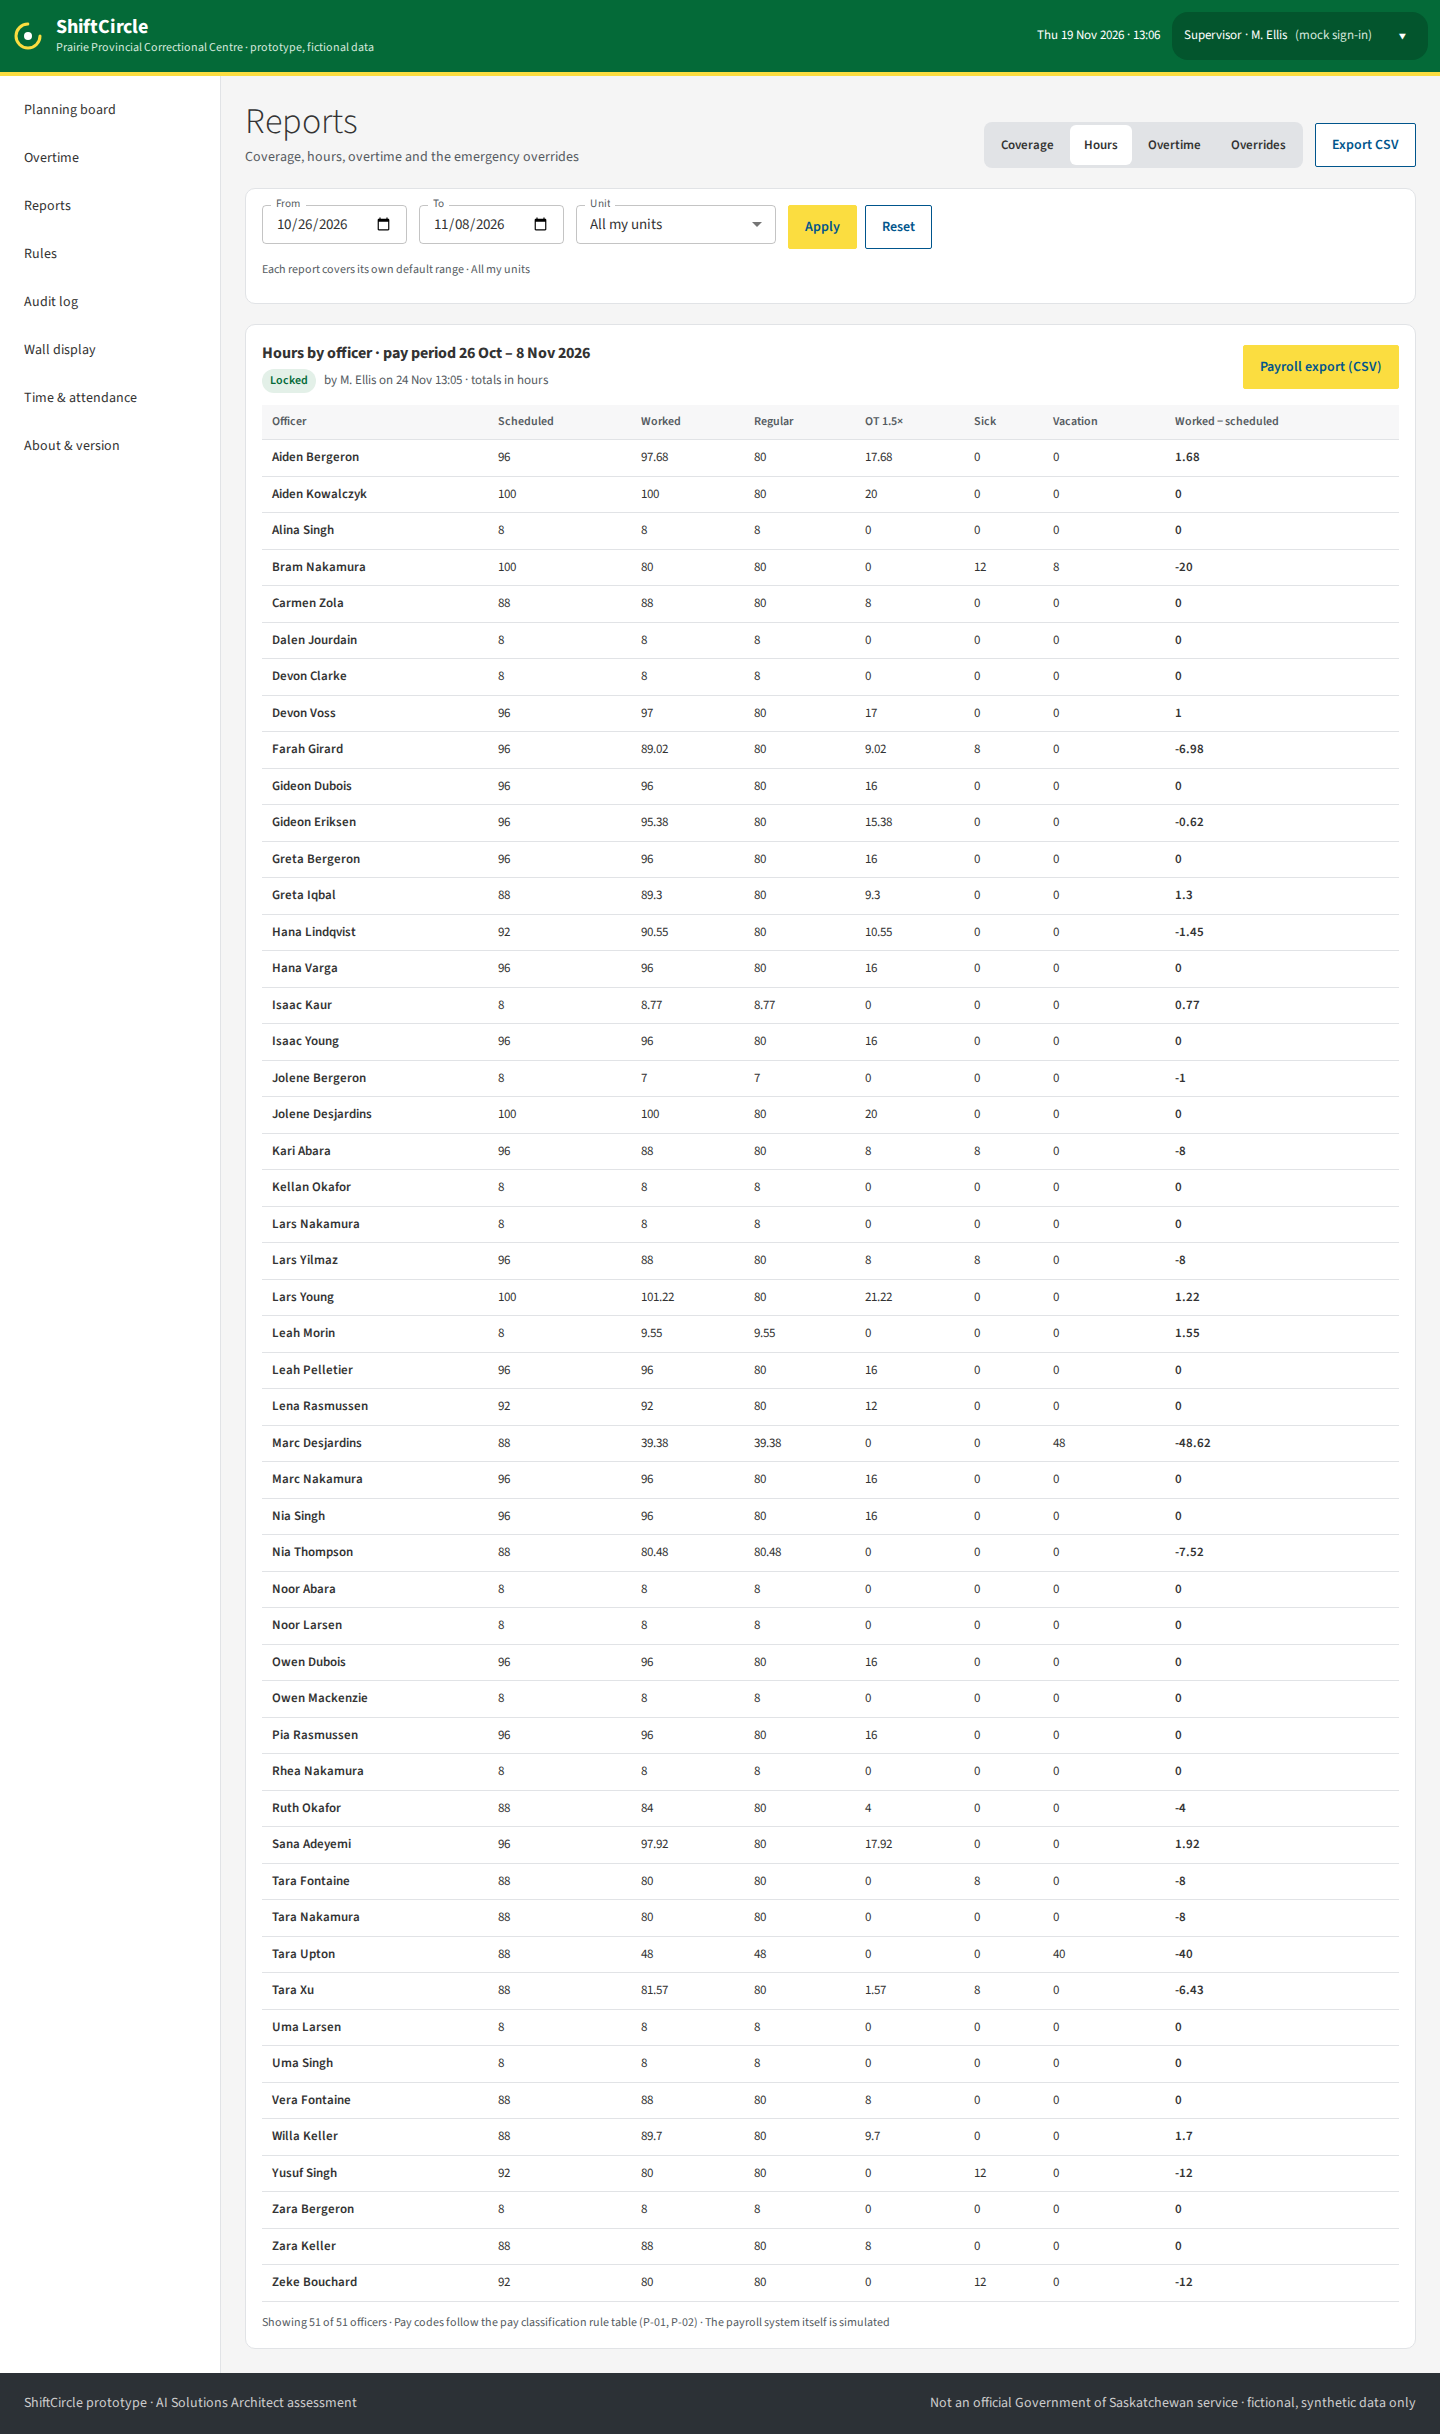 ShiftCircle
Prairie Provincial Correctional Centre · prototype, fictional data
Thu 19 Nov 2026 · 13:06
Supervisor · M. Ellis (mock sign-in)
Planning board
Overtime
Reports
Rules
Audit log
Wall display
Time & attendance
About & version
Reports
Coverage, hours, overtime and the emergency overrides
Coverage Hours Overtime Overrides Export CSV
From To Unit
10/26/2026 11/08/2026 All my units Apply Reset
Each report covers its own default range · All my units
Hours by officer · pay period 26 Oct – 8 Nov 2026
Locked by M. Ellis on 24 Nov 13:05 · totals in hours
Payroll export (CSV)
Officer Scheduled Worked Regular OT 1.5× Sick Vacation Worked − scheduled
Aiden Bergeron 96 97.68 80 17.68 0 0 1.68
Aiden Kowalczyk 100 100 80 20 0 0 0
Alina Singh 8 8 8 0 0 0 0
Bram Nakamura 100 80 80 0 12 8 -20
Carmen Zola 88 88 80 8 0 0 0
Dalen Jourdain 8 8 8 0 0 0 0
Devon Clarke 8 8 8 0 0 0 0
Devon Voss 96 97 80 17 0 0 1
Farah Girard 96 89.02 80 9.02 8 0 -6.98
Gideon Dubois 96 96 80 16 0 0 0
Gideon Eriksen 96 95.38 80 15.38 0 0 -0.62
Greta Bergeron 96 96 80 16 0 0 0
Greta Iqbal 88 89.3 80 9.3 0 0 1.3
Hana Lindqvist 92 90.55 80 10.55 0 0 -1.45
Hana Varga 96 96 80 16 0 0 0
Isaac Kaur 8 8.77 8.77 0 0 0 0.77
Isaac Young 96 96 80 16 0 0 0
Jolene Bergeron 8 7 7 0 0 0 -1
Jolene Desjardins 100 100 80 20 0 0 0
Kari Abara 96 88 80 8 8 0 -8
Kellan Okafor 8 8 8 0 0 0 0
Lars Nakamura 8 8 8 0 0 0 0
Lars Yilmaz 96 88 80 8 8 0 -8
Lars Young 100 101.22 80 21.22 0 0 1.22
Leah Morin 8 9.55 9.55 0 0 0 1.55
Leah Pelletier 96 96 80 16 0 0 0
Lena Rasmussen 92 92 80 12 0 0 0
Marc Desjardins 88 39.38 39.38 0 0 48 -48.62
Marc Nakamura 96 96 80 16 0 0 0
Nia Singh 96 96 80 16 0 0 0
Nia Thompson 88 80.48 80.48 0 0 0 -7.52
Noor Abara 8 8 8 0 0 0 0
Noor Larsen 8 8 8 0 0 0 0
Owen Dubois 96 96 80 16 0 0 0
Owen Mackenzie 8 8 8 0 0 0 0
Pia Rasmussen 96 96 80 16 0 0 0
Rhea Nakamura 8 8 8 0 0 0 0
Ruth Okafor 88 84 80 4 0 0 -4
Sana Adeyemi 96 97.92 80 17.92 0 0 1.92
Tara Fontaine 88 80 80 0 8 0 -8
Tara Nakamura 88 80 80 0 0 0 -8
Tara Upton 88 48 48 0 0 40 -40
Tara Xu 88 81.57 80 1.57 8 0 -6.43
Uma Larsen 8 8 8 0 0 0 0
Uma Singh 8 8 8 0 0 0 0
Vera Fontaine 88 88 80 8 0 0 0
Willa Keller 88 89.7 80 9.7 0 0 1.7
Yusuf Singh 92 80 80 0 12 0 -12
Zara Bergeron 8 8 8 0 0 0 0
Zara Keller 88 88 80 8 0 0 0
Zeke Bouchard 92 80 80 0 12 0 -12
Showing 51 of 51 officers · Pay codes follow the pay classification rule table (P-01, P-02) · The payroll system itself is simulated
ShiftCircle prototype · AI Solutions Architect assessment
Not an official Government of Saskatchewan service · fictional, synthetic data only